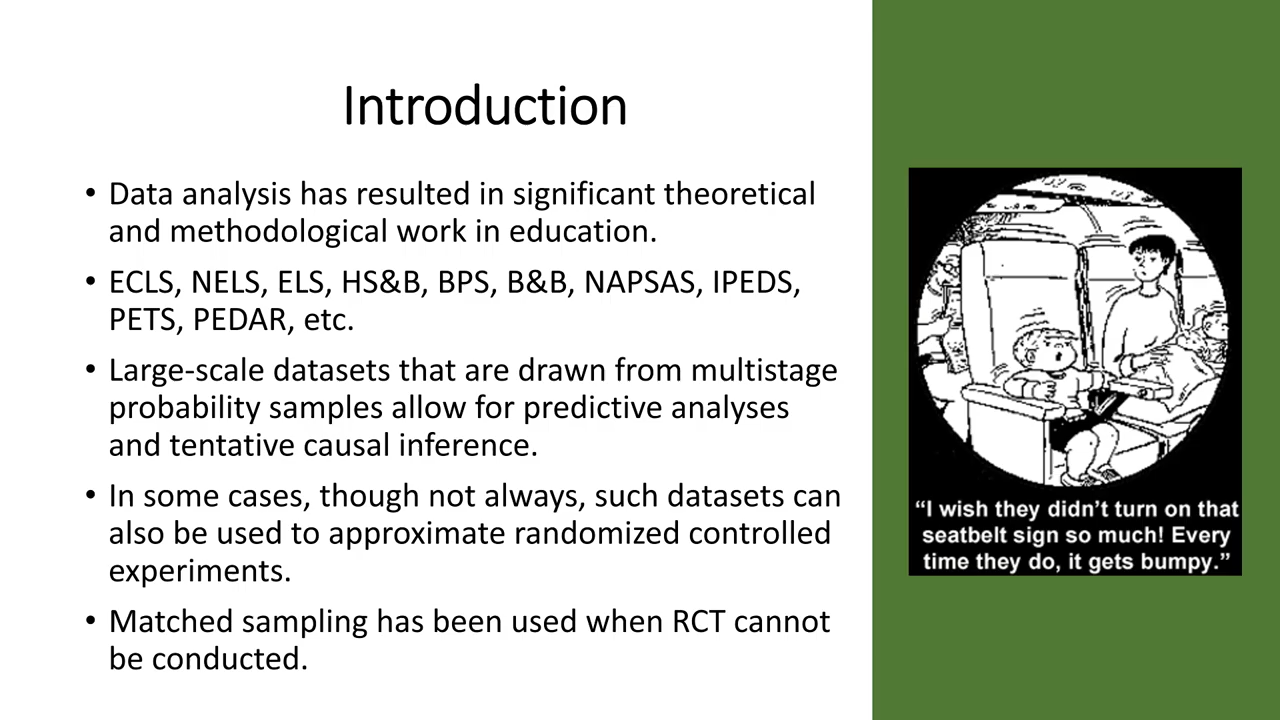 Introduction
• Data analysis has resulted in significant theoretical
and methodological work in education.
• ECLS, NELS, ELS, HS&B, BPS, B&B, NAPSAS, IPEDS,
PETS, PEDAR, etc.
• Large-scale datasets that are drawn from multistage
probability samples allow for predictive analyses
and tentative causal inference.
• In some cases, though not always, such datasets can
also be used to approximate randomized controlled
experiments.
• Matched sampling has been used when RCT cannot
be conducted.
“I wish they didn’t turn on that
seatbelt sign so much! Every
time they do, it gets bumpy.”